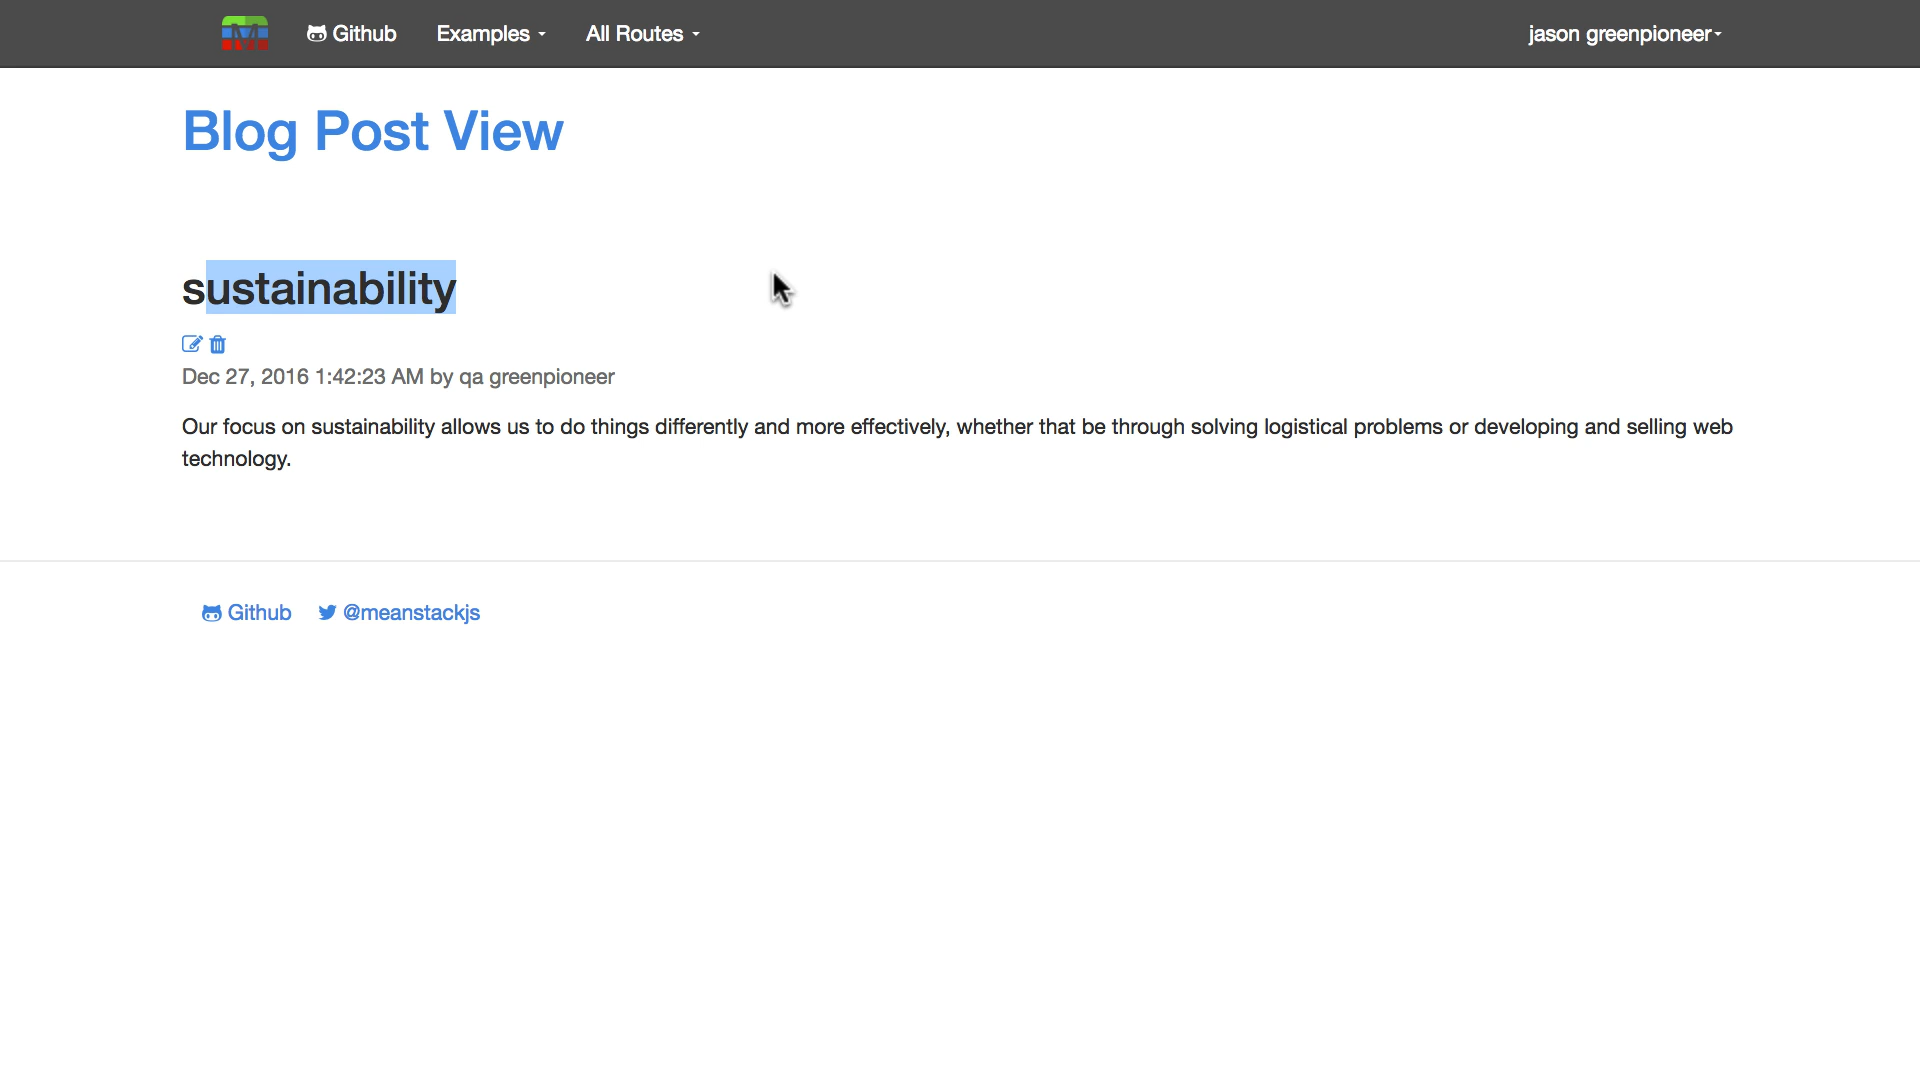 M Github Examples All Routes jason greenpioneer
Blog Post View
sustainability
Dec 27, 2016 1:42:23 AM by qa greenpioneer
Our focus on sustainability allows us to do things differently and more effectively, whether that be through solving logistical problems or developing and selling web
technology.
Github @meanstackjs